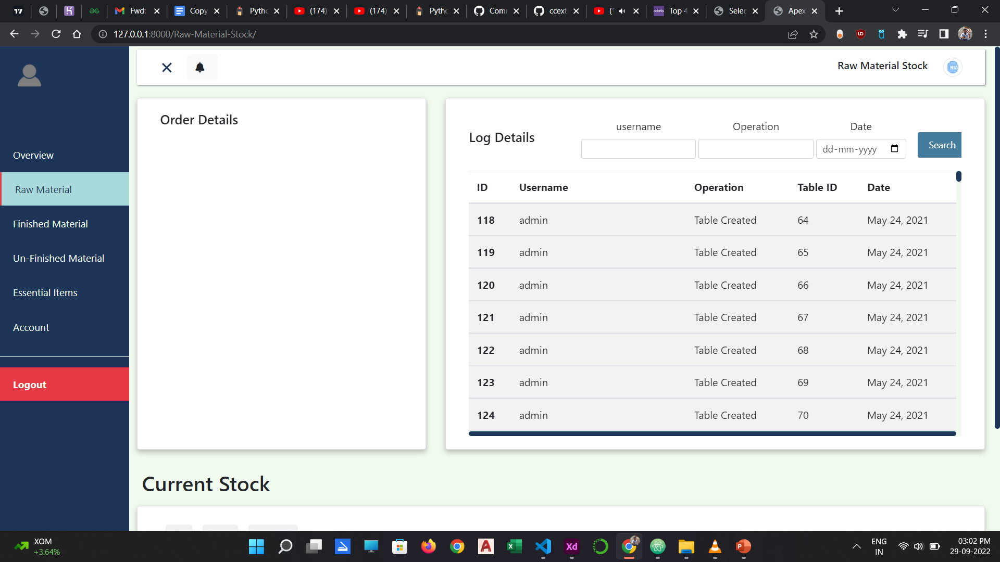 Fwd: Copy Pytho (174) (174) Pytho Comm ccext Top 4 Selec Apex
127.0.0.1:8000/Raw-Material-Stock/
Raw Material Stock
Overview
Raw Material
Finished Material
Un-Finished Material
Essential Items
Account
Logout
Order Details
Log Details
username Operation Date
dd-mm-yyyy Search
ID Username Operation Table ID Date
118 admin Table Created 64 May 24, 2021
119 admin Table Created 65 May 24, 2021
120 admin Table Created 66 May 24, 2021
121 admin Table Created 67 May 24, 2021
122 admin Table Created 68 May 24, 2021
123 admin Table Created 69 May 24, 2021
124 admin Table Created 70 May 24, 2021
Current Stock
XOM
+3.64%
ENG
IN
03:02 PM
29-09-2022